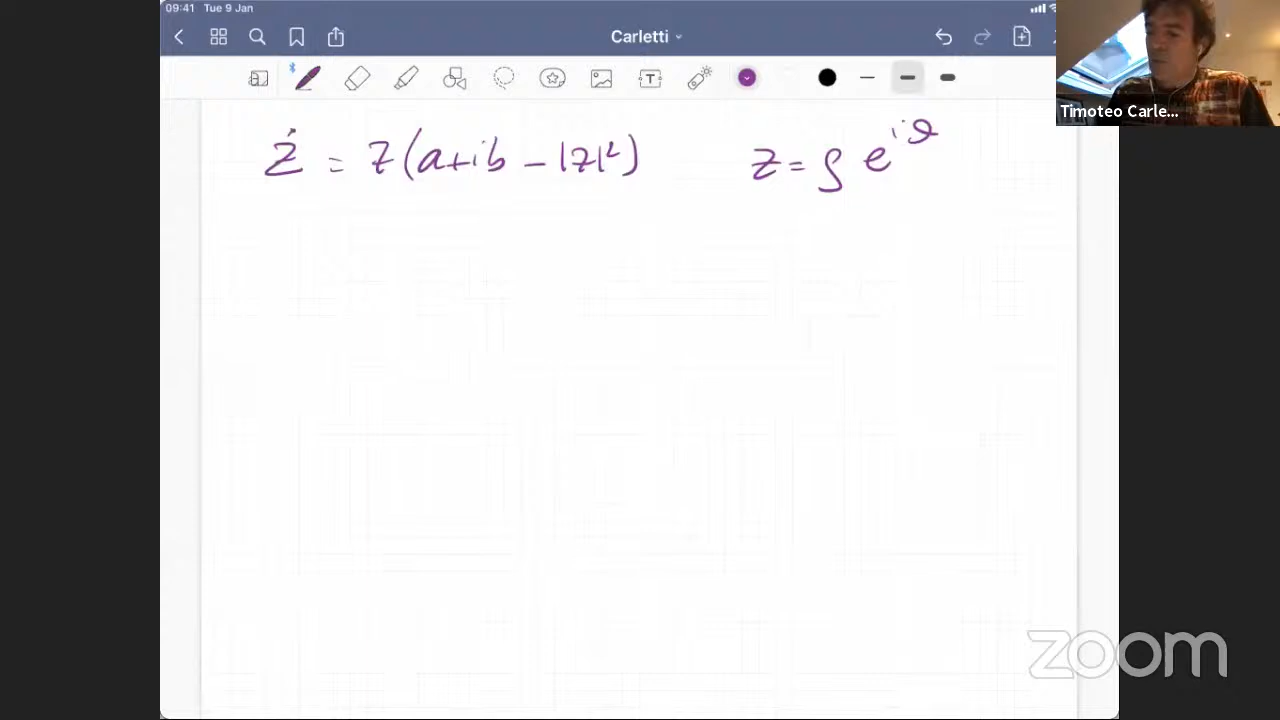 09:41 Tue 9 Jan
Carletti
T
Timoteo Carle...
ż = z(a+ib − |z|²)
z = ρ e^{iϑ}
zoom